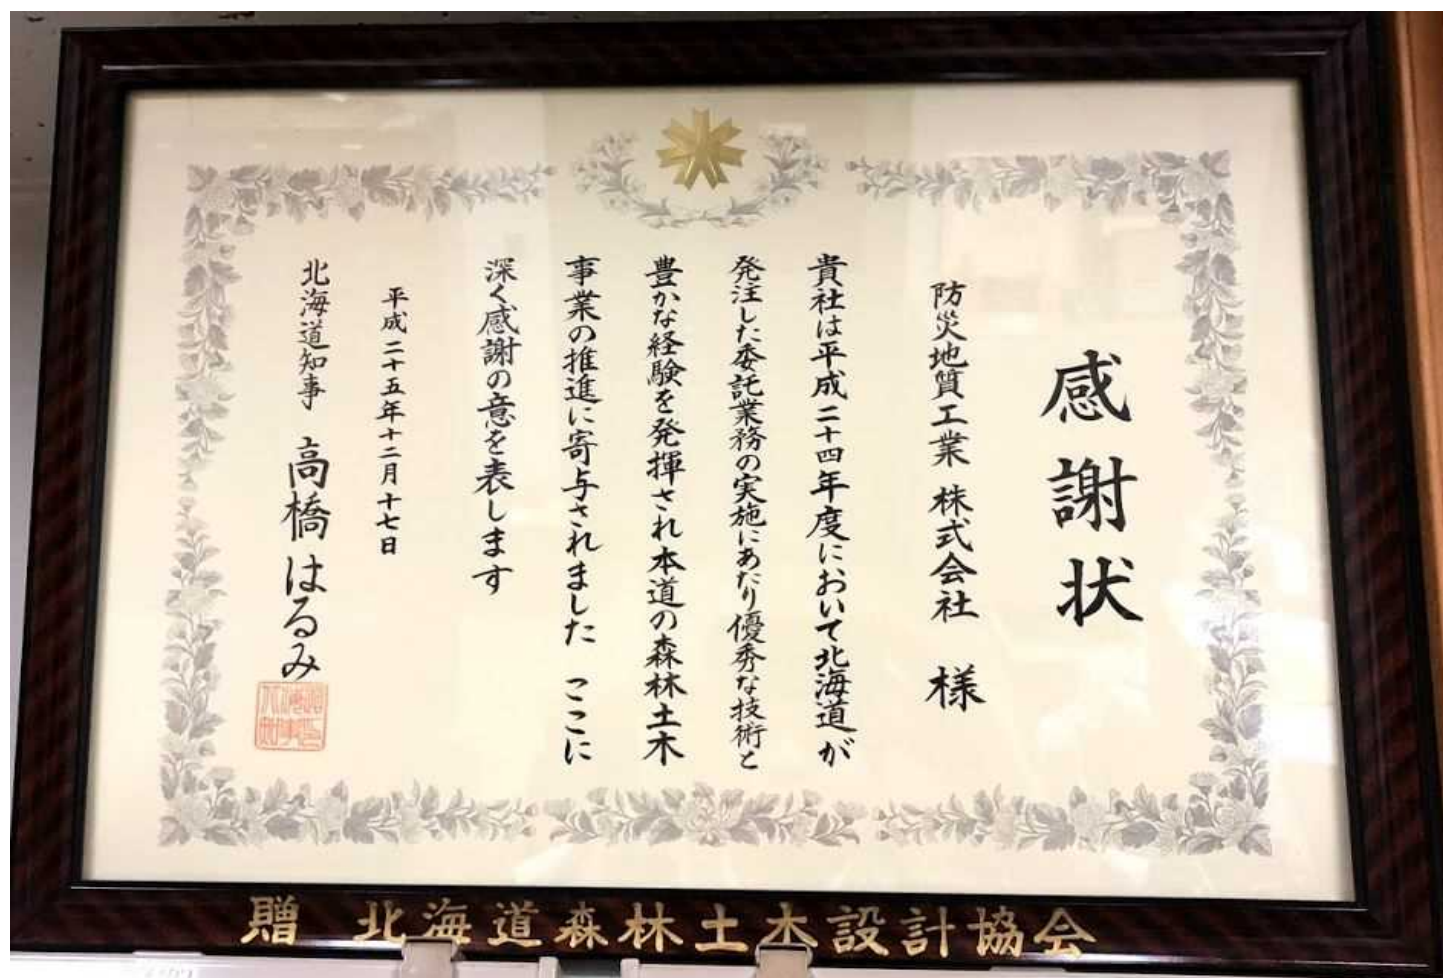 感謝状
防災地質工業 株式会社 様
貴社は平成二十四年度において北海道が
発注した委託業務の実施にあたり優秀な技術と
豊かな経験を発揮され本道の森林土木
事業の推進に寄与されました ここに
深く感謝の意を表します
平成二十五年十二月十七日
北海道知事 高橋はるみ
贈 北海道森林土木設計協会